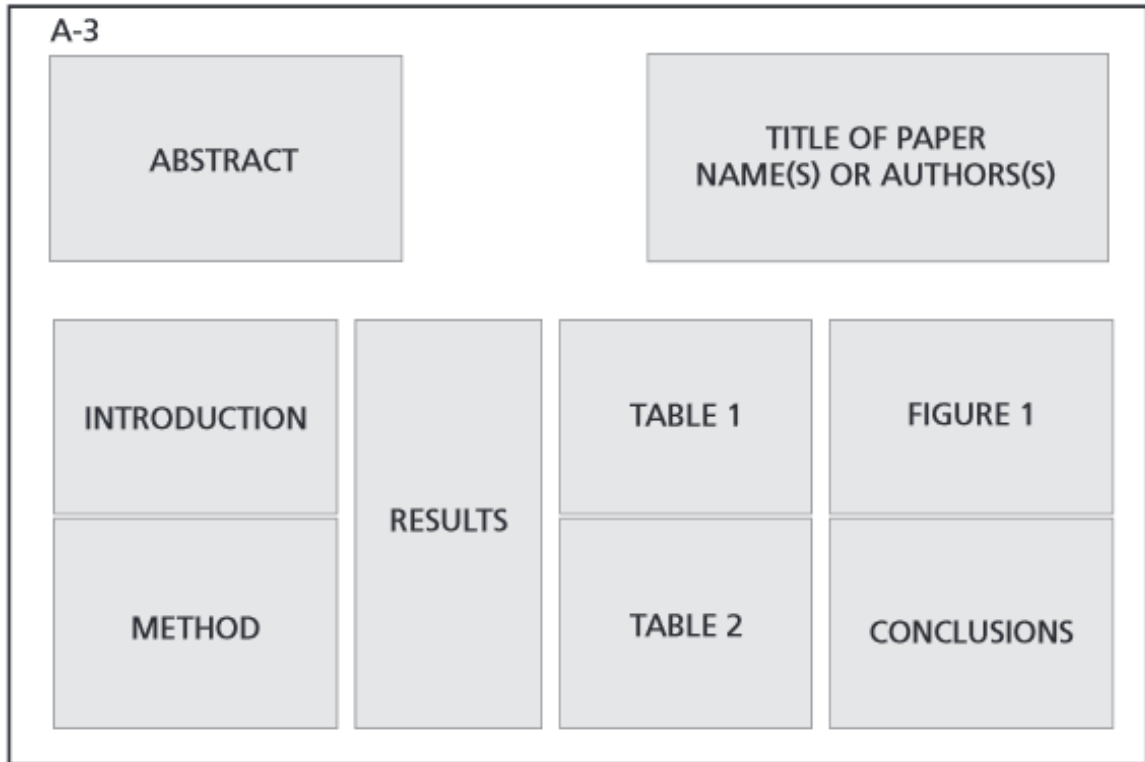 A-3
ABSTRACT
TITLE OF PAPER
NAME(S) OR AUTHORS(S)
INTRODUCTION
METHOD
RESULTS
TABLE 1
TABLE 2
FIGURE 1
CONCLUSIONS